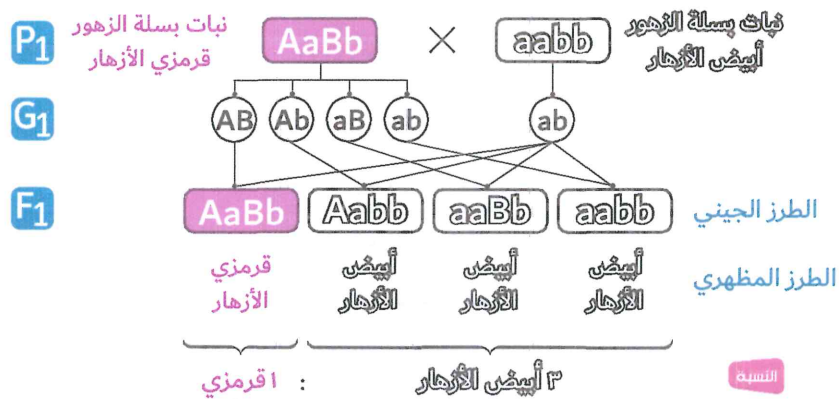 P1
نبات بسلة الزهور
قرمزي الأزهار
AaBb
×
aabb
نبات بسلة الزهور
أبيض الأزهار
G1
AB
Ab
aB
ab
ab
F1
AaBb
Aabb
aaBb
aabb
الطرز الجيني
قرمزي
الأزهار
أبيض
الأزهار
أبيض
الأزهار
أبيض
الأزهار
الطرز المظهري
١ قرمزي : ٣ أبيض الأزهار
النسبة